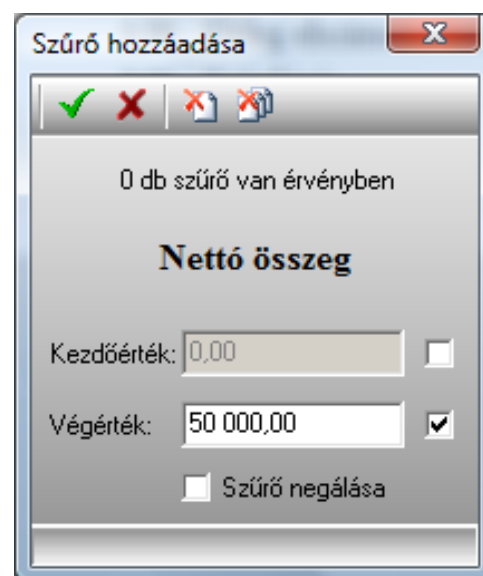 Szűrő hozzáadása
0 db szűrő van érvényben
Nettó összeg
Kezdőérték: 0,00
Végérték: 50 000,00
Szűrő negálása